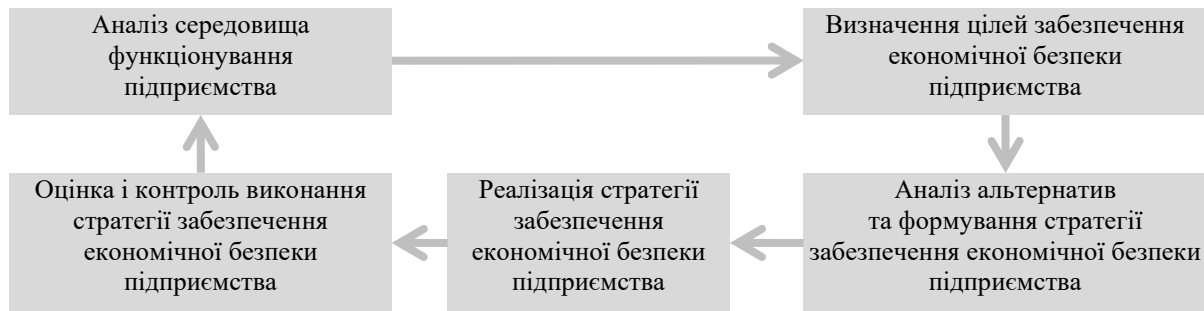 Аналіз середовища
функціонування
підприємства
Визначення цілей забезпечення
економічної безпеки
підприємства
Аналіз альтернатив
та формування стратегії
забезпечення економічної безпеки
підприємства
Реалізація стратегії
забезпечення
економічної безпеки
підприємства
Оцінка і контроль виконання
стратегії забезпечення
економічної безпеки
підприємства